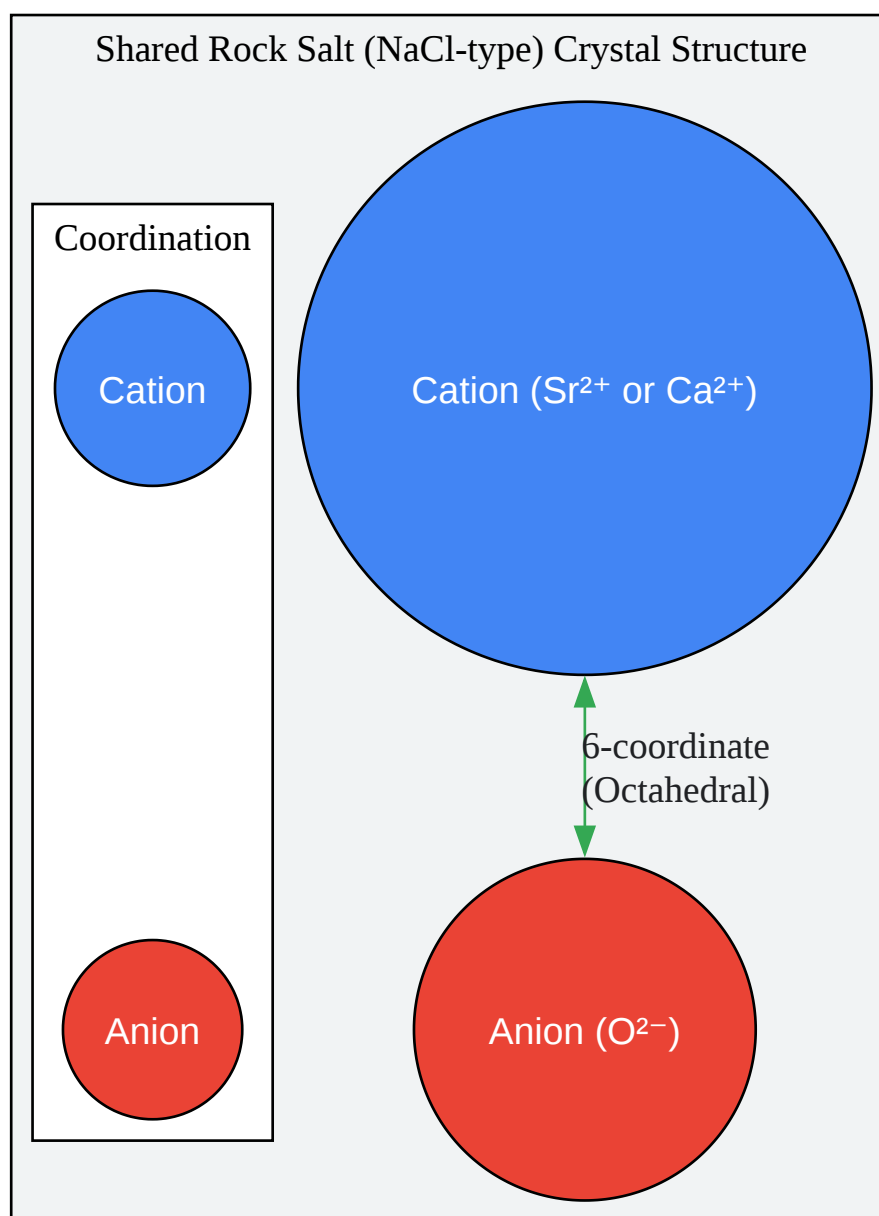 Shared Rock Salt (NaCl-type) Crystal Structure
Coordination
Cation
Cation (Sr²⁺ or Ca²⁺)
6-coordinate
(Octahedral)
Anion
Anion (O²⁻)